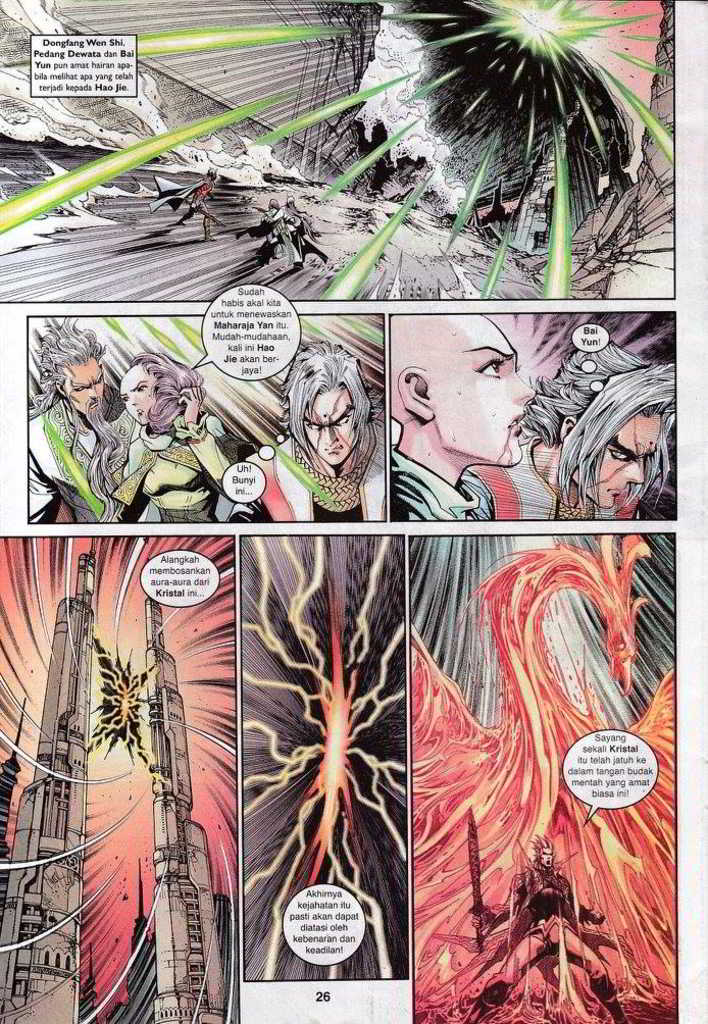 Dongfang Wen Shi,
Pedang Dewata dan Bai
Yun pun amat hairan apa-
bila melihat apa yang telah
terjadi kepada Hao Jie.
Sudah
habis akal kita
untuk menewaskan
Maharaja Yan itu.
Mudah-mudahan,
kali ini Hao
Jie akan ber-
jaya!
Uh!
Bunyi
ini...
Bai
Yun!
Alangkah
membosankan
aura-aura dari
Kristal ini...
Akhirnya
kejahatan itu
pasti akan dapat
diatasi oleh
kebenaran dan
keadilan!
Sayang
sekali Kristal
itu telah jatuh ke
dalam tangan budak
mentah yang amat
biasa ini!
26